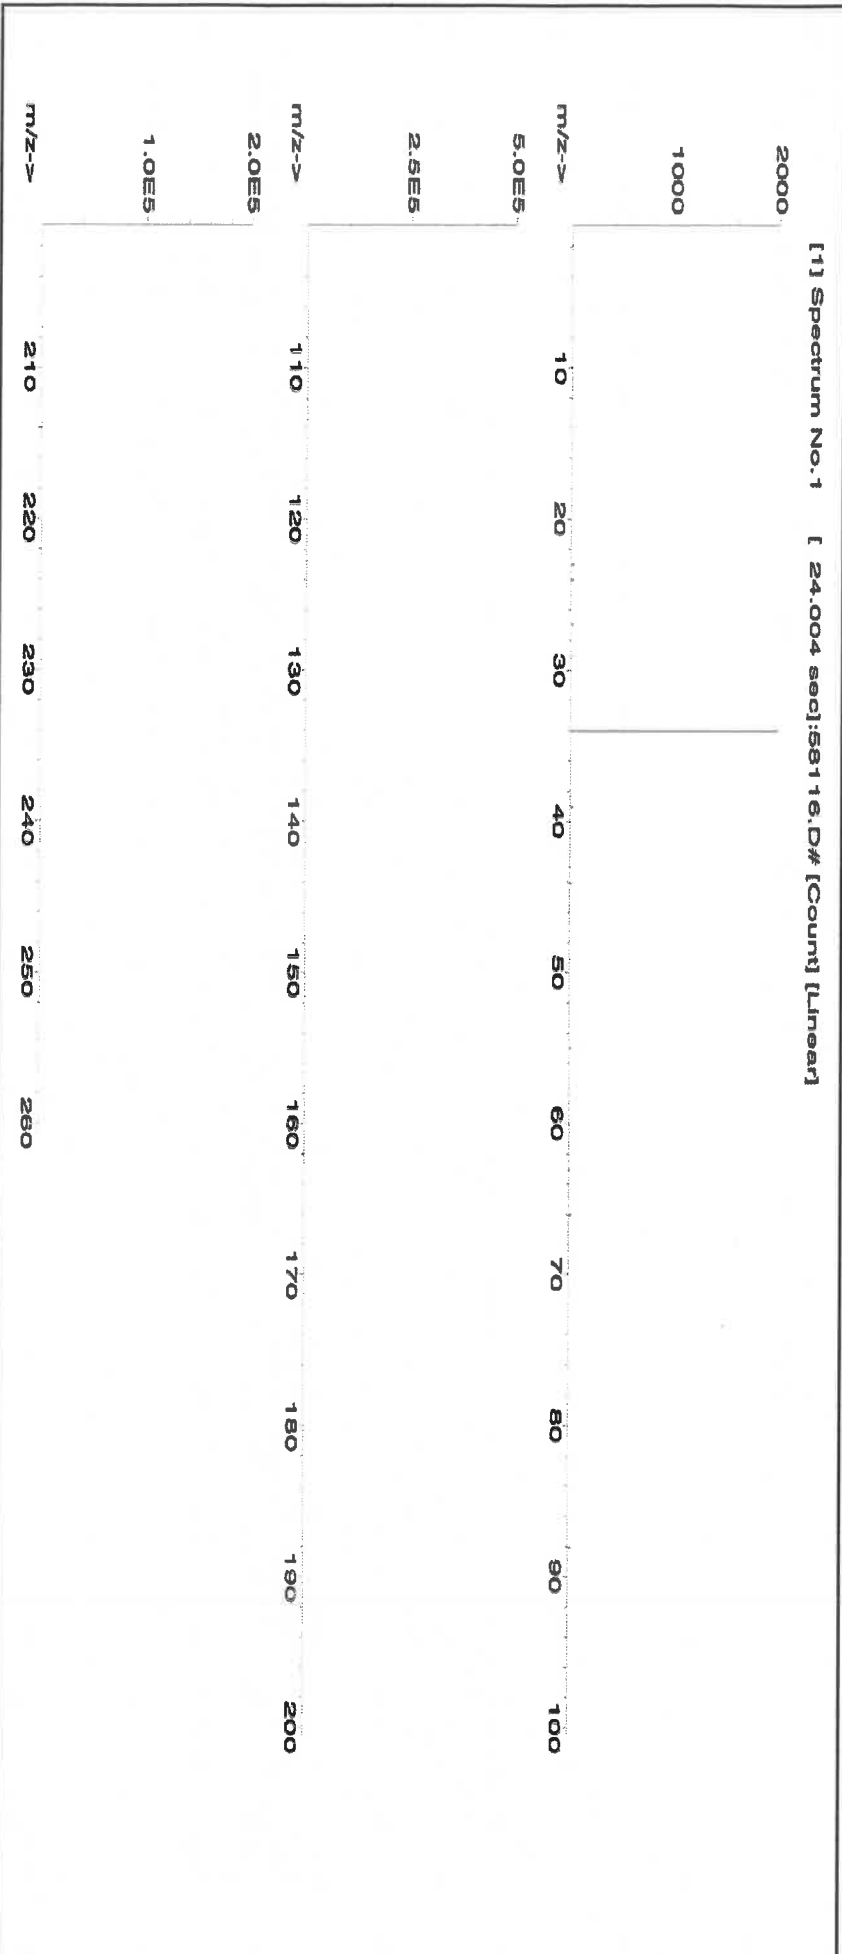 [1] Spectrum No.1 [ 24.004 sec]:58116.D# [Count] [Linear]
2000
1000
m/z-> 10 20 30 40 50 60 70 80 90 100
5.0E5
2.5E5
m/z-> 110 120 130 140 150 160 170 180 190 200
2.0E5
1.0E5
m/z-> 210 220 230 240 250 260